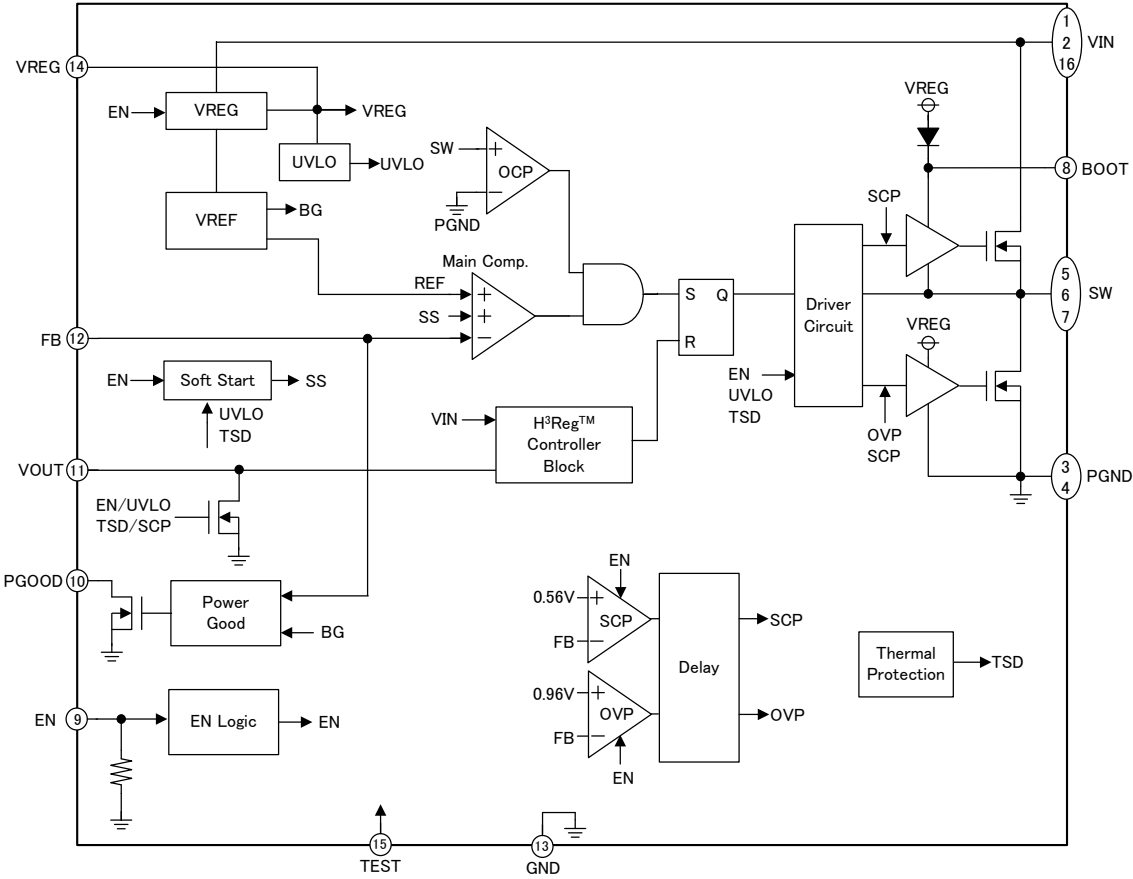 1
2
16
VIN
VREG
14
EN
VREG
VREG
UVLO
UVLO
VREF
BG
SW
+
OCP
−
PGND
VREG
8
BOOT
SCP
Main Comp.
REF
+
SS
+
−
S
Q
R
Driver
Circuit
5
6
7
SW
VREG
FB
12
EN
Soft Start
SS
UVLO
TSD
EN
UVLO
TSD
OVP
SCP
VIN
H³Reg™
Controller
Block
VOUT
11
3
4
PGND
EN/UVLO
TSD/SCP
PGOOD
10
Power
Good
BG
EN
0.56V
+
SCP
FB
−
Delay
SCP
0.96V
+
OVP
FB
−
OVP
EN
Thermal
Protection
TSD
EN
9
EN Logic
EN
15
TEST
13
GND